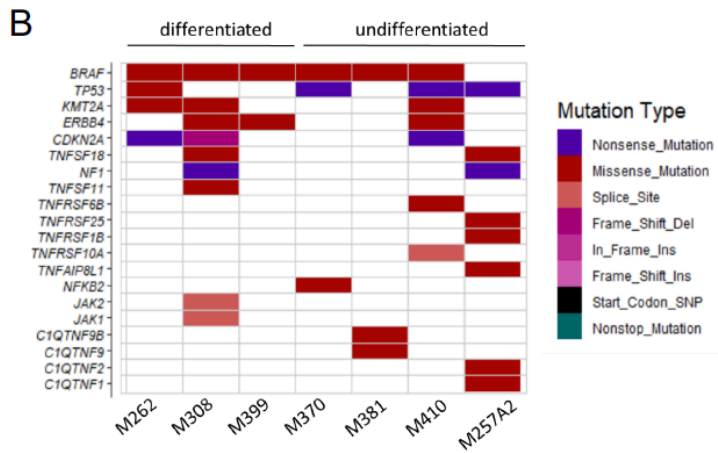 B
differentiated undifferentiated
BRAF
TP53
KMT2A
ERBB4
CDKN2A
TNFSF18
NF1
TNFSF11
TNFRSF6B
TNFRSF25
TNFRSF1B
TNFRSF10A
TNFAIP8L1
NFKB2
JAK2
JAK1
C1QTNF9B
C1QTNF9
C1QTNF2
C1QTNF1
M262 M308 M399 M370 M381 M410 M257A2
Mutation Type
Nonsense_Mutation
Missense_Mutation
Splice_Site
Frame_Shift_Del
In_Frame_Ins
Frame_Shift_Ins
Start_Codon_SNP
Nonstop_Mutation